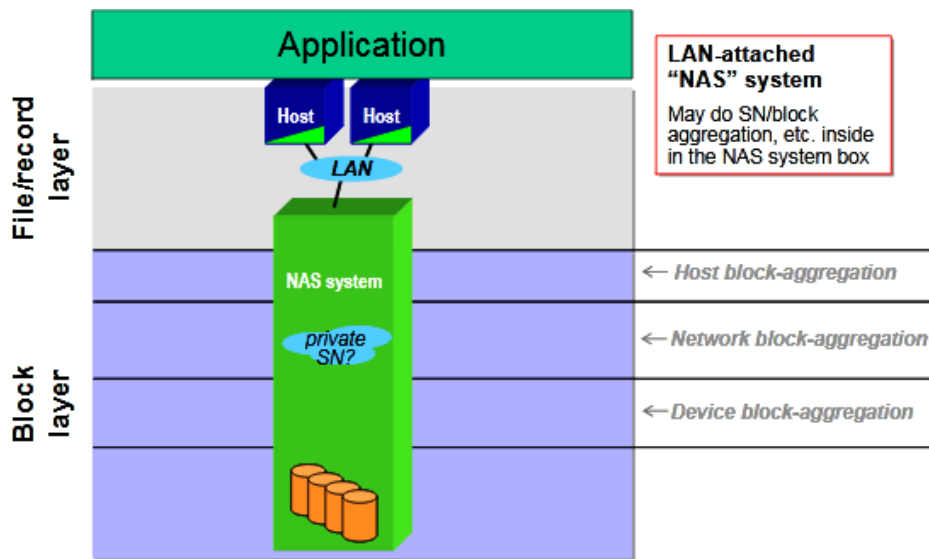 Application
LAN-attached
“NAS” system
May do SN/block
aggregation, etc. inside
in the NAS system box
File/record
layer
Host
Host
LAN
NAS system
private
SN?
Block
layer
← Host block-aggregation
← Network block-aggregation
← Device block-aggregation